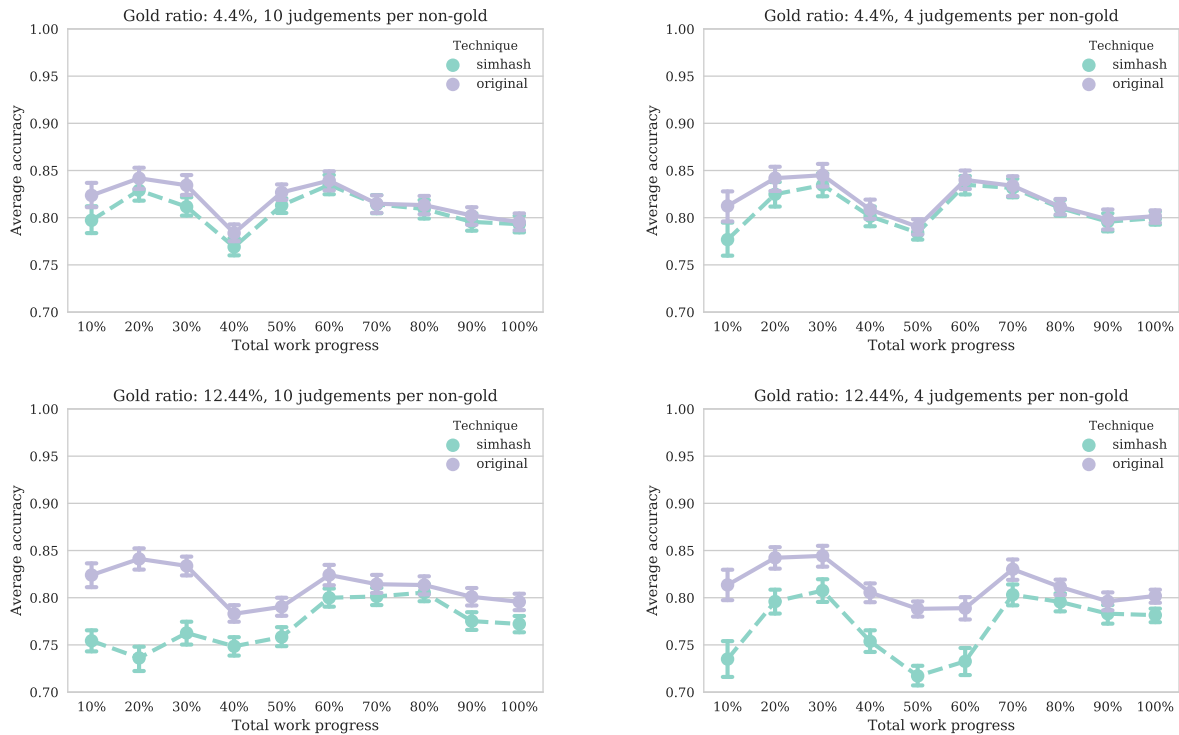 Gold ratio: 4.4%, 10 judgements per non-gold
1.00
0.95
0.90
0.85
0.80
0.75
0.70
Average accuracy
Technique
simhash
original
10% 20% 30% 40% 50% 60% 70% 80% 90% 100%
Total work progress
Gold ratio: 4.4%, 4 judgements per non-gold
1.00
0.95
0.90
0.85
0.80
0.75
0.70
Average accuracy
Technique
simhash
original
10% 20% 30% 40% 50% 60% 70% 80% 90% 100%
Total work progress
Gold ratio: 12.44%, 10 judgements per non-gold
1.00
0.95
0.90
0.85
0.80
0.75
0.70
Average accuracy
Technique
simhash
original
10% 20% 30% 40% 50% 60% 70% 80% 90% 100%
Total work progress
Gold ratio: 12.44%, 4 judgements per non-gold
1.00
0.95
0.90
0.85
0.80
0.75
0.70
Average accuracy
Technique
simhash
original
10% 20% 30% 40% 50% 60% 70% 80% 90% 100%
Total work progress